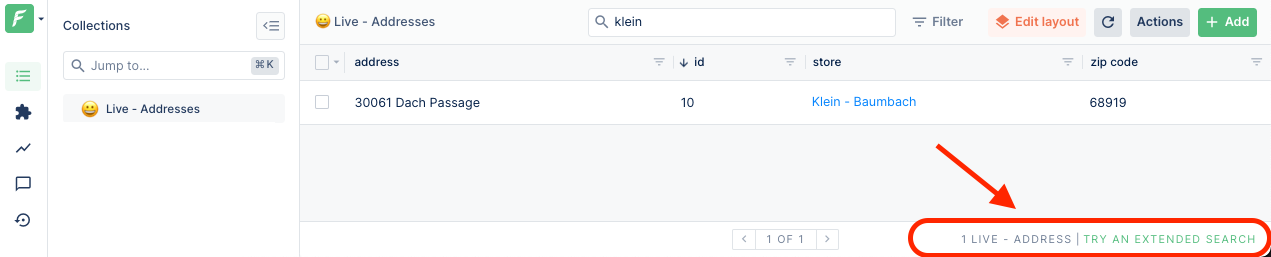 Collections
Jump to...
⌘K
Live - Addresses
Live - Addresses
klein
Filter
Edit layout
Actions
+ Add
address
id
store
zip code
30061 Dach Passage
10
Klein - Baumbach
68919
1 OF 1
1 LIVE - ADDRESS | TRY AN EXTENDED SEARCH